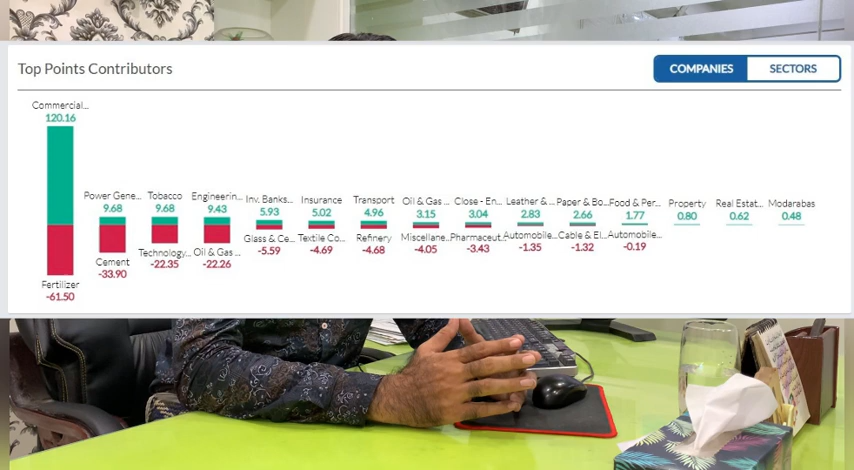 Top Points Contributors
COMPANIES SECTORS
Commercial...
120.16
Power Gene... Tobacco Engineerin... Inv. Banks... Insurance Transport Oil & Gas ... Close - En... Leather & ... Paper & Bo... Food & Per... Property Real Estat... Modarabas
9.68 9.68 9.43 5.93 5.02 4.96 3.15 3.04 2.83 2.66 1.77 0.80 0.62 0.48
Fertilizer Cement Technology... Oil & Gas ... Glass & Ce... Textile Co... Refinery Miscellane... Pharmaceut... Automobile... Cable & El... Automobile...
-61.50 -33.90 -22.35 -22.26 -5.59 -4.69 -4.68 -4.05 -3.43 -1.35 -1.32 -0.19